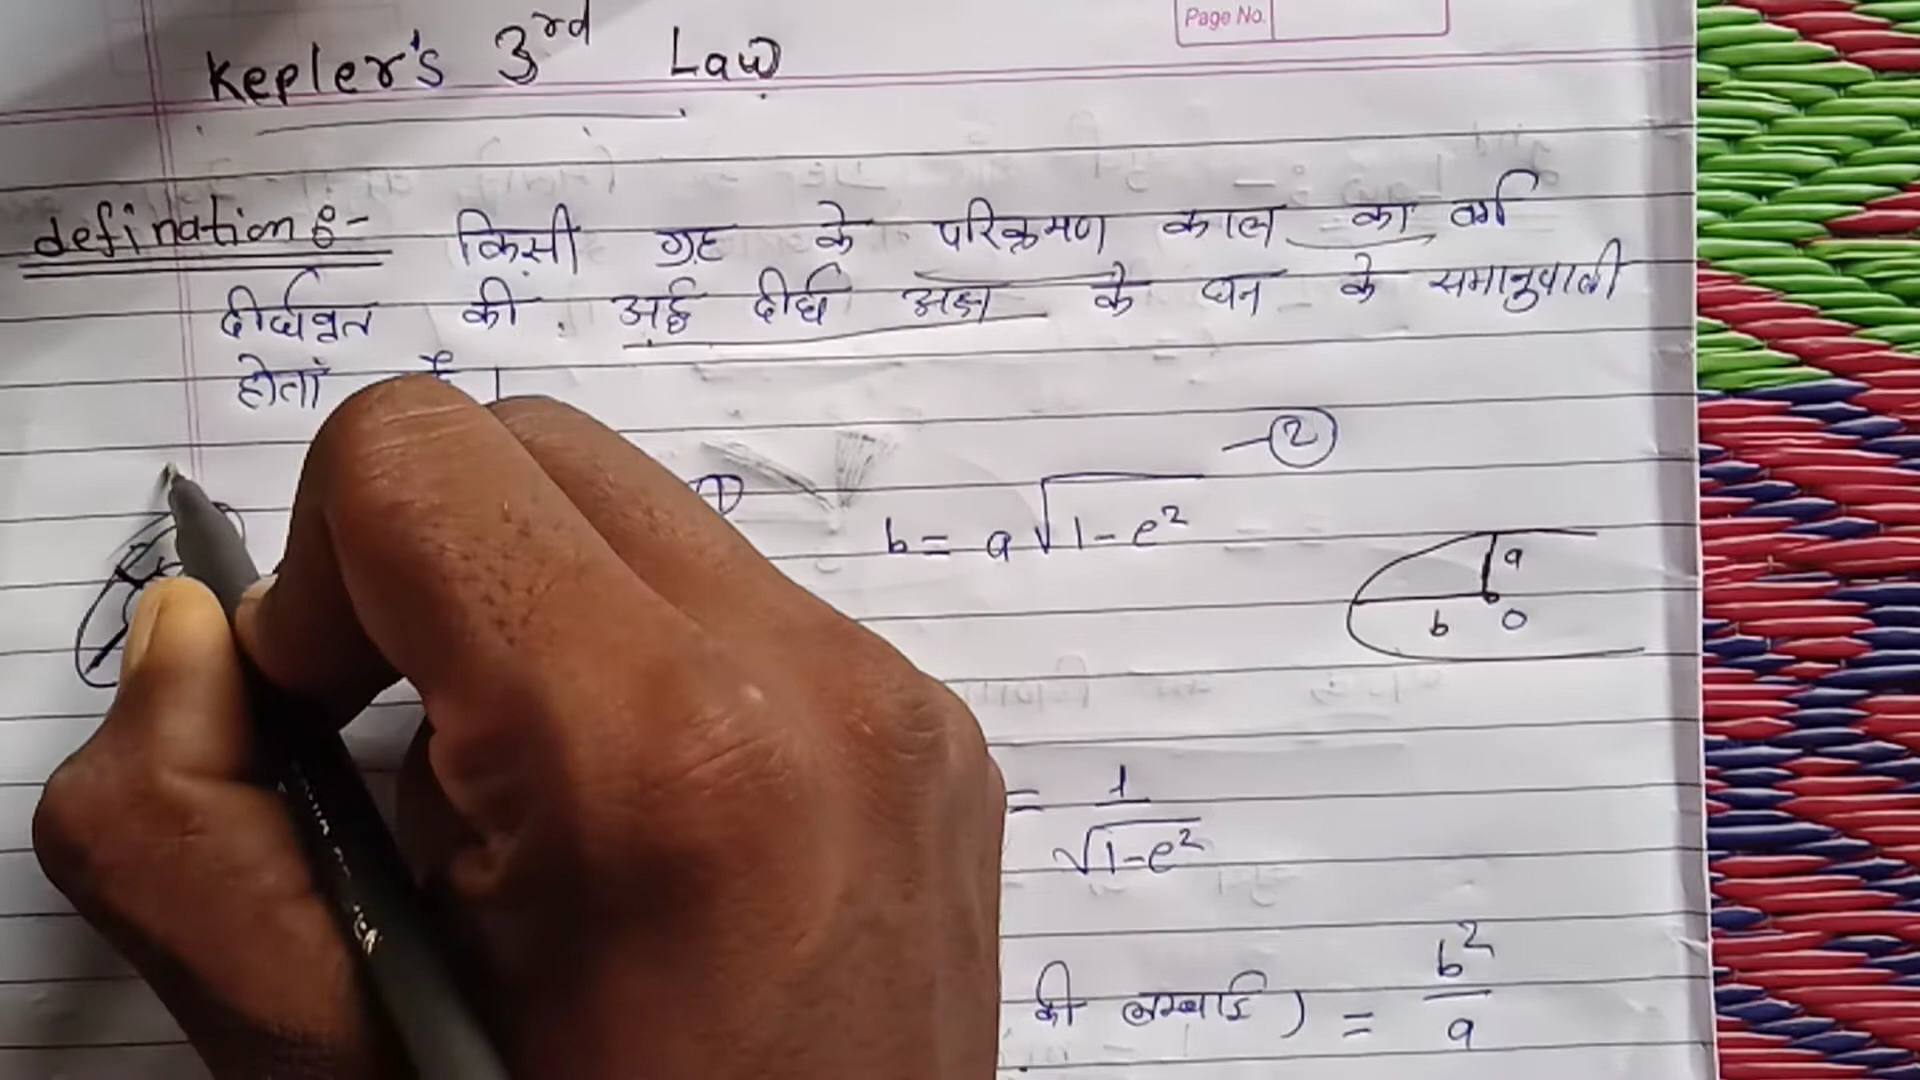 Page No.
Kepler's 3rd Law
defination :- किसी ग्रह के परिक्रमण काल का वर्ग
दीर्घवृत की अर्द्ध दीर्घ अक्ष के घन के समानुपाती
होता है।
①
②
b = a√1-e²
a
b O
= 1/√1-e²
की लम्बाई) = b²/a